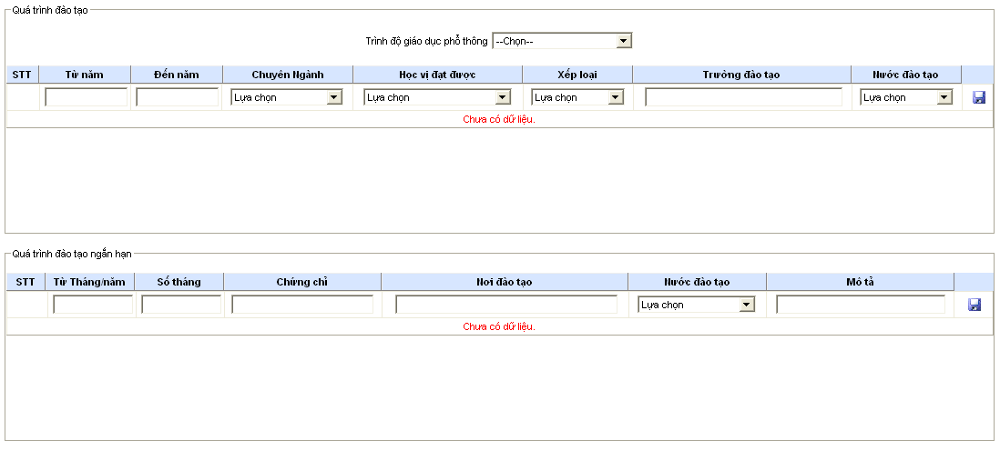 Quá trình đào tạo
Trình độ giáo dục phổ thông --Chọn--
STT Từ năm Đến năm Chuyên Ngành Học vị đạt được Xếp loại Trường đào tạo Nước đào tạo
Lựa chọn Lựa chọn Lựa chọn Lựa chọn
Chưa có dữ liệu.
Quá trình đào tạo ngắn hạn
STT Từ Tháng/năm Số tháng Chứng chỉ Nơi đào tạo Nước đào tạo Mô tả
Lựa chọn
Chưa có dữ liệu.